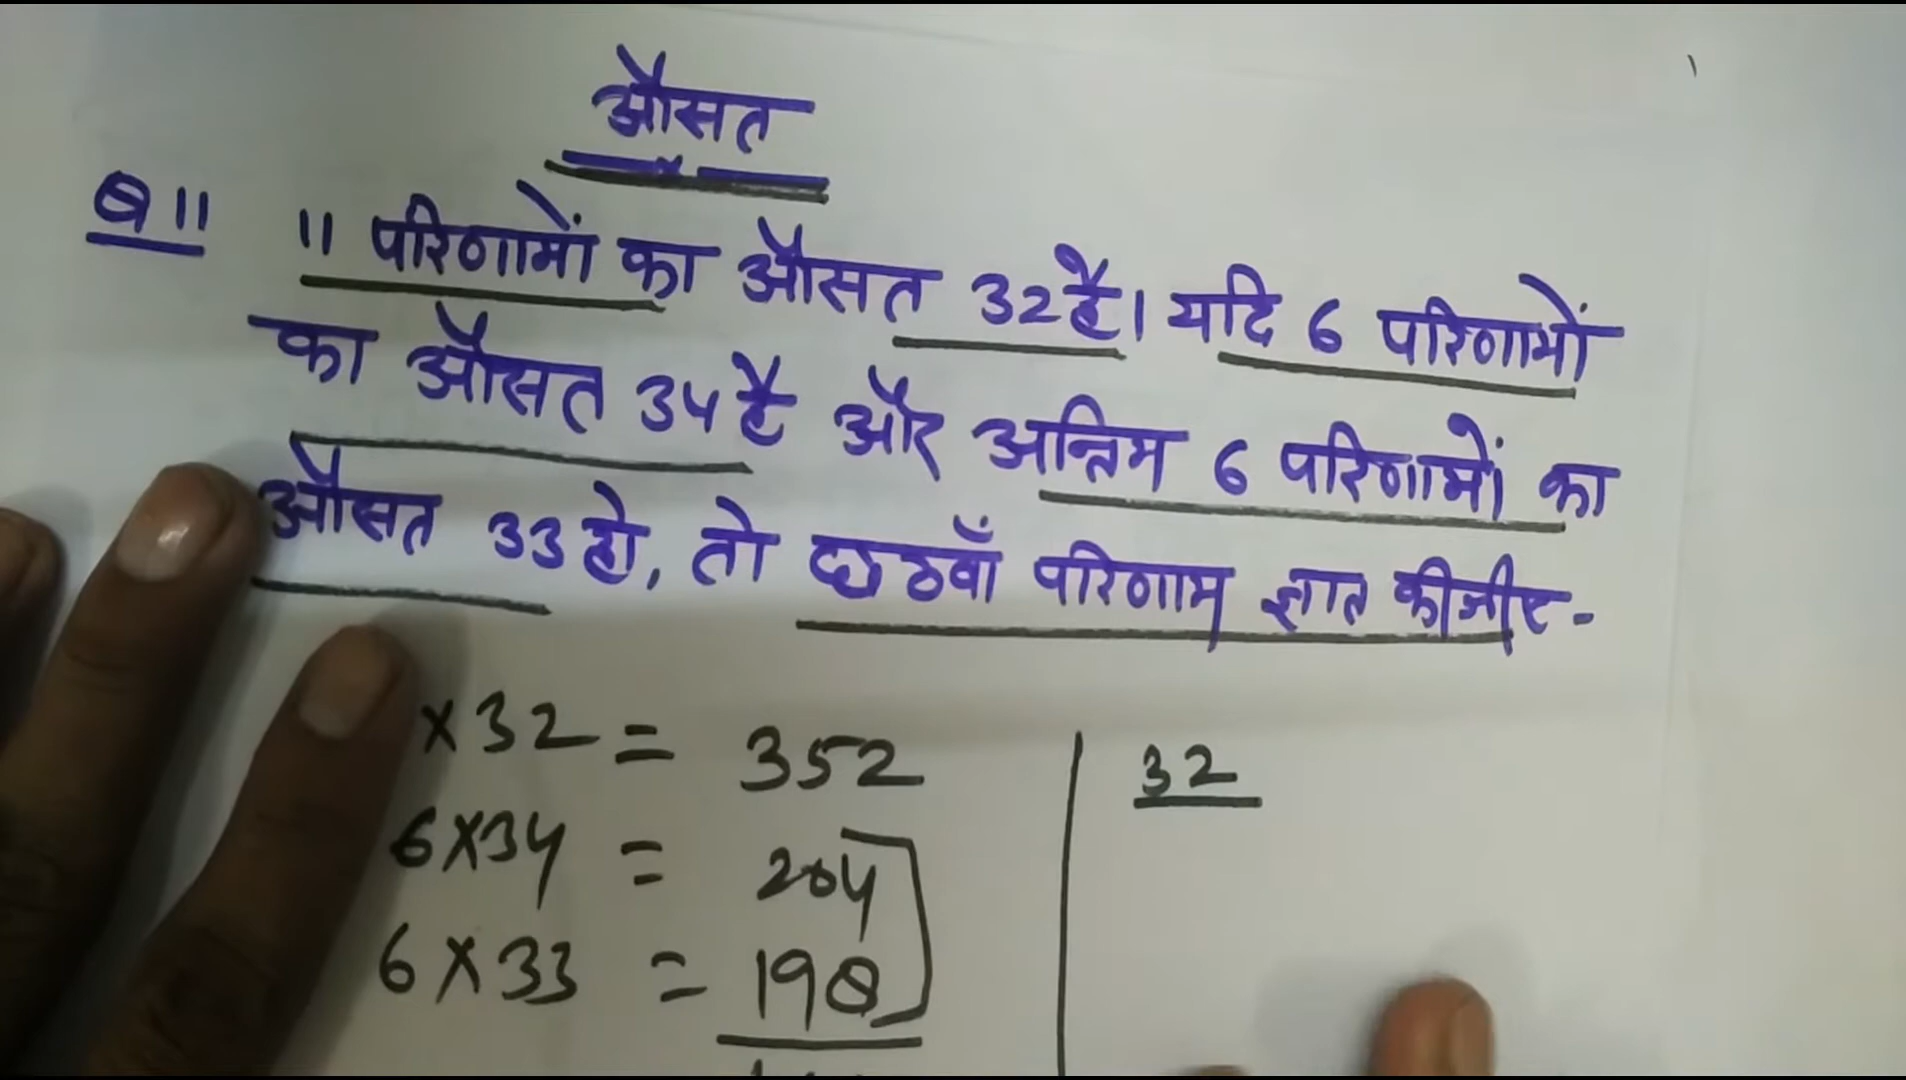 औसत
Q 11 11 परिणामों का औसत 32 है। यदि 6 परिणामों
का औसत 34 है और अन्तिम 6 परिणामों का
औसत 33 हो, तो छठवाँ परिणाम ज्ञात कीजीए -
×32 = 352
6×34 = 204
6×33 = 198
32